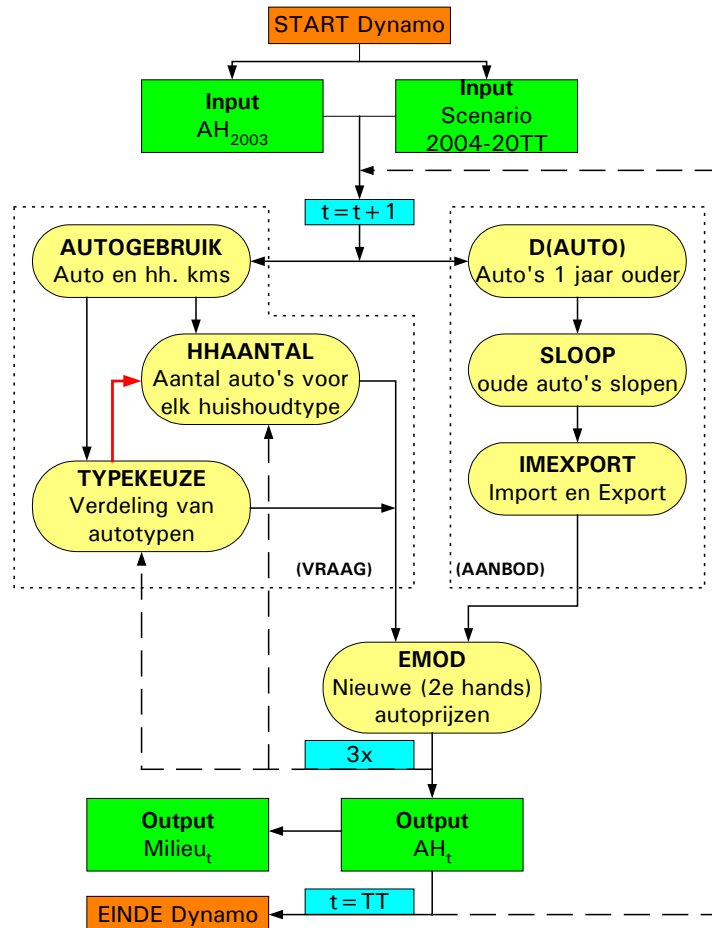 START Dynamo
Input
AH2003
Input
Scenario
2004-20TT
t=t+1
AUTOGEBRUIK
Auto en hh. kms
D(AUTO)
Auto's 1 jaar ouder
HHAANTAL
Aantal auto's voor
elk huishoudtype
SLOOP
oude auto's slopen
TYPEKEUZE
Verdeling van
autotypen
IMEXPORT
Import en Export
(VRAAG)
(AANBOD)
EMOD
Nieuwe (2e hands)
autoprijzen
3x
Output
Milieut
Output
AHt
t=TT
EINDE Dynamo